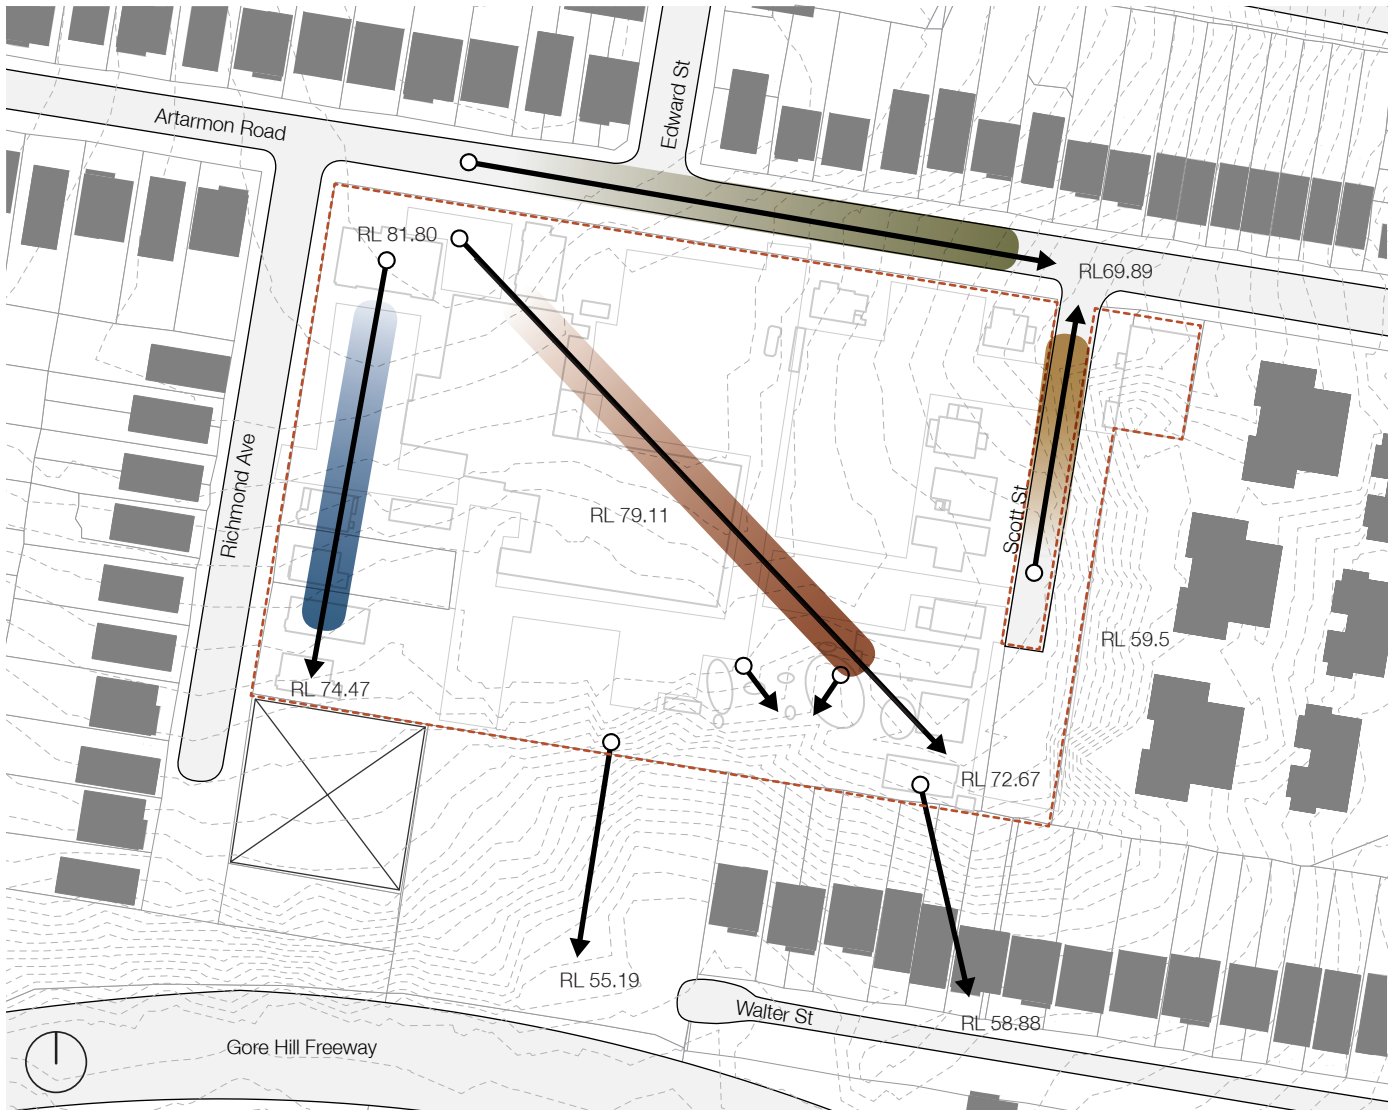 Edward St
Artarmon Road
RL 81.80
RL69.89
Richmond Ave
RL 79.11
Scott St
RL 59.5
RL 74.47
RL 72.67
RL 55.19
Walter St
RL 58.88
Gore Hill Freeway